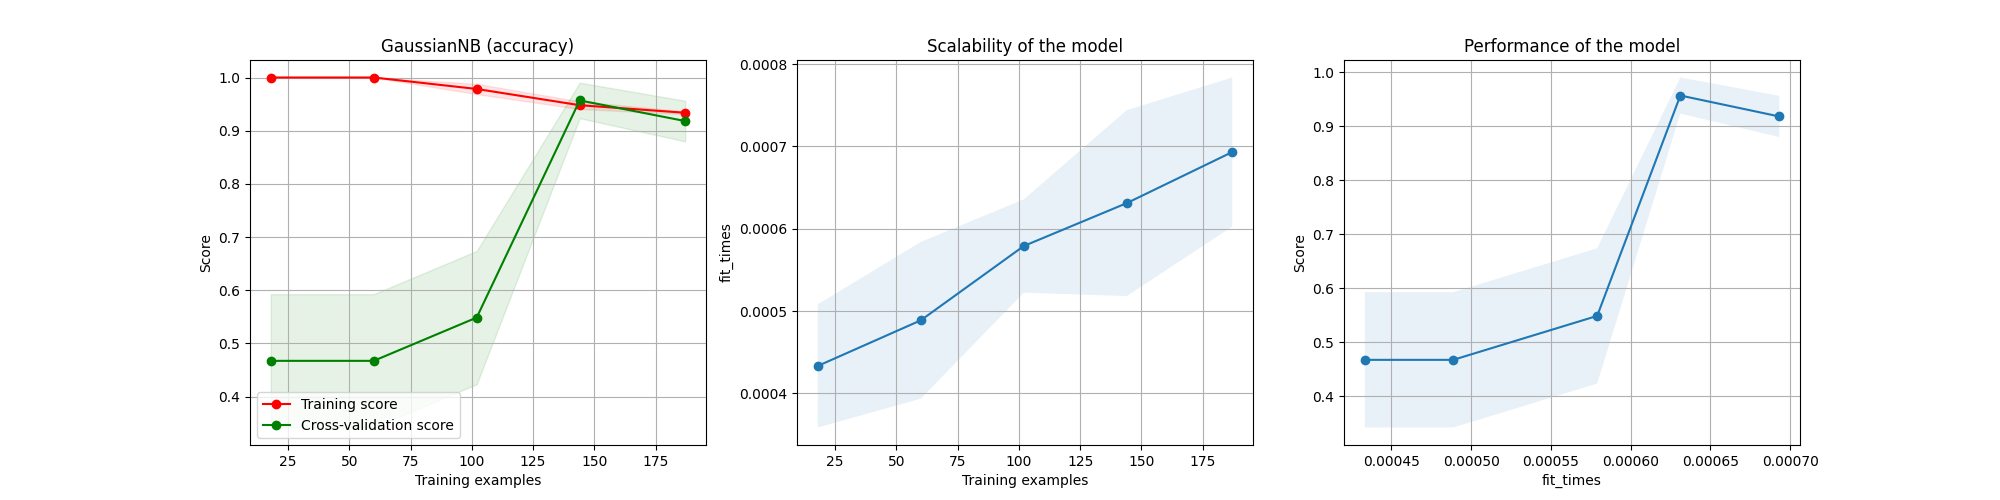 GaussianNB (accuracy)
1.0
0.9
0.8
0.7
0.6
0.5
0.4
Score
Training score
Cross-validation score
25 50 75 100 125 150 175
Training examples
Scalability of the model
0.0008
0.0007
0.0006
0.0005
0.0004
fit_times
25 50 75 100 125 150 175
Training examples
Performance of the model
1.0
0.9
0.8
0.7
0.6
0.5
0.4
Score
0.00045 0.00050 0.00055 0.00060 0.00065 0.00070
fit_times